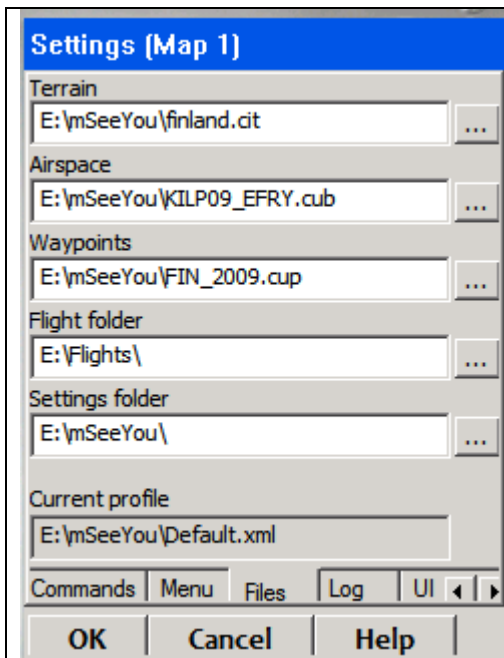 Settings (Map 1)
Terrain
E:\mSeeYou\finland.cit
...
Airspace
E:\mSeeYou\KILP09_EFRY.cub
...
Waypoints
E:\mSeeYou\FIN_2009.cup
...
Flight folder
E:\Flights\
...
Settings folder
E:\mSeeYou\
...
Current profile
E:\mSeeYou\Default.xml
Commands Menu Files Log UI
OK Cancel Help